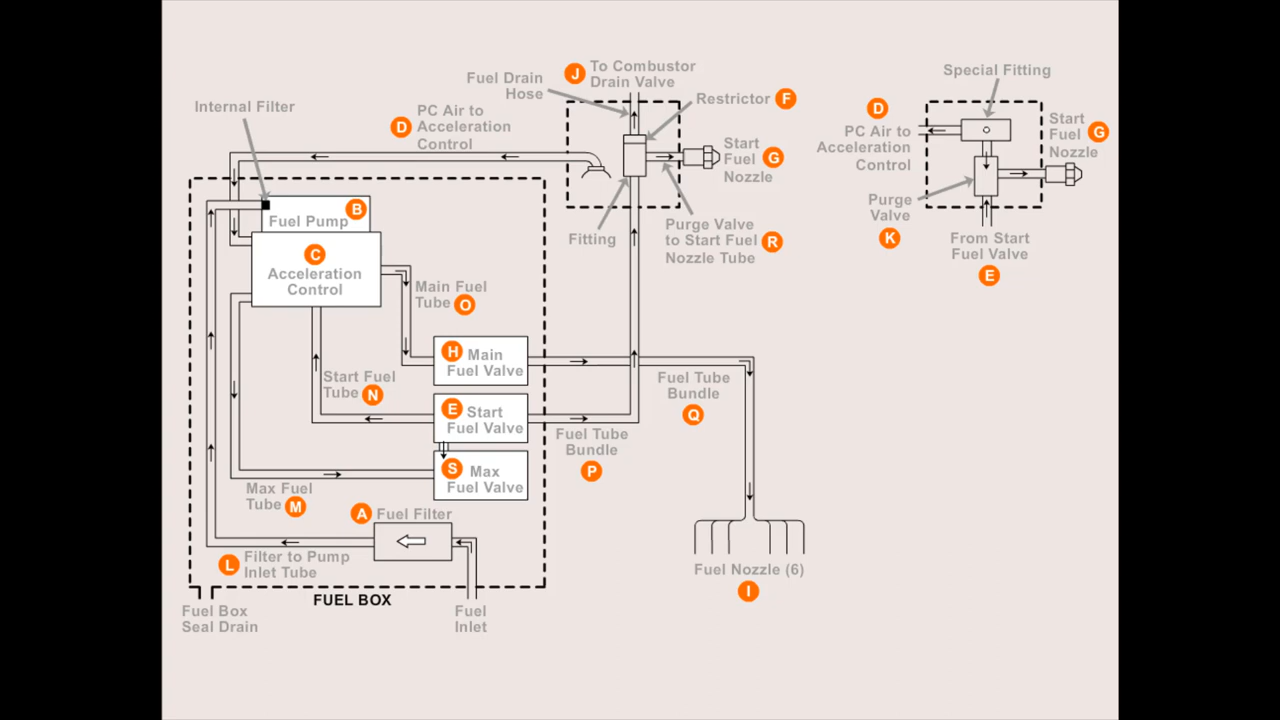 To Combustor
J
Drain Valve
Fuel Drain
Hose
Restrictor F
Special Fitting
Internal Filter
PC Air to
D Acceleration
Control
Start
Fuel G
Nozzle
D
PC Air to
Acceleration
Control
Start
Fuel G
Nozzle
B
Fuel Pump
C
Acceleration
Control
Fitting
Purge Valve
to Start Fuel R
Nozzle Tube
Purge
Valve
K
From Start
Fuel Valve
E
Main Fuel
Tube O
H Main
Fuel Valve
Start Fuel
Tube N
E Start
Fuel Valve
Fuel Tube
Bundle
Q
Fuel Tube
Bundle
P
S Max
Fuel Valve
Max Fuel
Tube M
A Fuel Filter
L Filter to Pump
Inlet Tube
Fuel Nozzle (6)
I
FUEL BOX
Fuel Box
Seal Drain
Fuel
Inlet